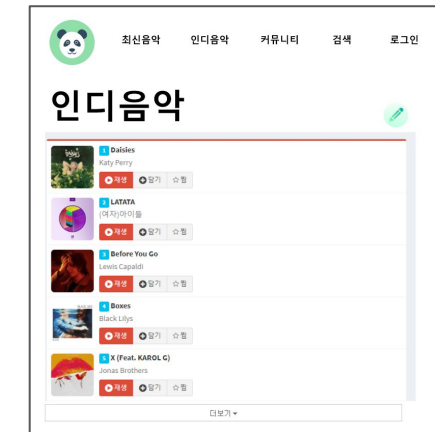 최신음악 인디음악 커뮤니티 검색 로그인
인디음악
1 Daisies
Katy Perry
재생 담기 ☆찜
2 LATATA
(여자)아이들
재생 담기 ☆찜
3 Before You Go
Lewis Capaldi
재생 담기 ☆찜
4 Boxes
Black Lilys
재생 담기 ☆찜
5 X (Feat. KAROL G)
Jonas Brothers
재생 담기 ☆찜
더보기▼